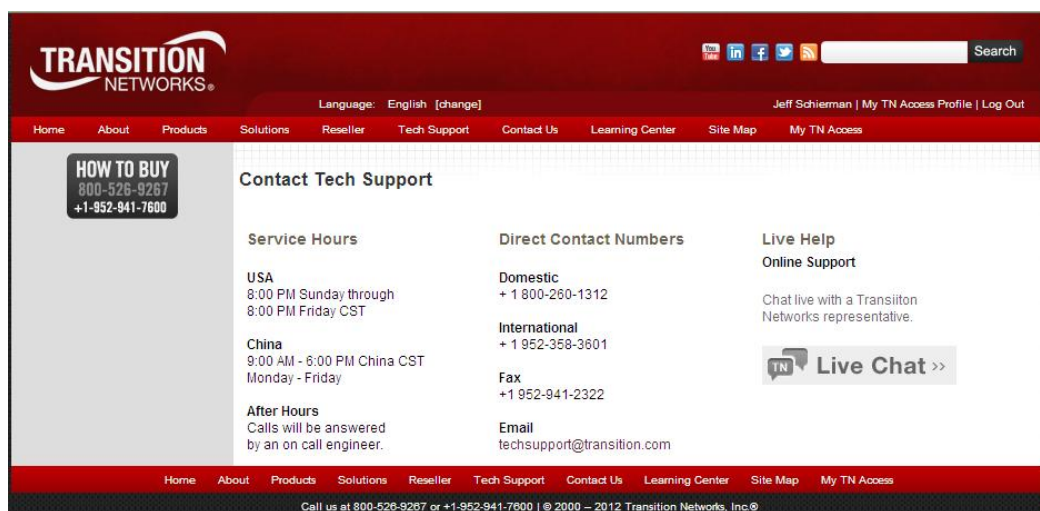 TRANSITION
NETWORKS®
You
Tube
Search
Language: English [change]
Jeff Schierman | My TN Access Profile | Log Out
Home About Products Solutions Reseller Tech Support Contact Us Learning Center Site Map My TN Access
HOW TO BUY
800-526-9267
+1-952-941-7600
Contact Tech Support
Service Hours
USA
8:00 PM Sunday through
8:00 PM Friday CST
China
9:00 AM - 6:00 PM China CST
Monday - Friday
After Hours
Calls will be answered
by an on call engineer.
Direct Contact Numbers
Domestic
+ 1 800-260-1312
International
+ 1 952-358-3601
Fax
+1 952-941-2322
Email
techsupport@transition.com
Live Help
Online Support
Chat live with a Transiiton
Networks representative.
TN Live Chat >>
Home About Products Solutions Reseller Tech Support Contact Us Learning Center Site Map My TN Access
Call us at 800-526-9267 or +1-952-941-7600 | © 2000 – 2012 Transition Networks, Inc.®